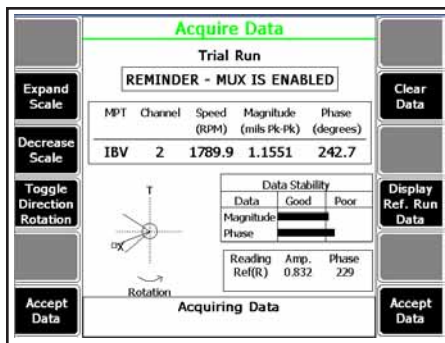 Acquire Data
Trial Run
REMINDER - MUX IS ENABLED
Expand
Scale
Clear
Data
MPT Channel Speed Magnitude Phase
(RPM) (mils Pk-Pk) (degrees)
IBV 2 1789.9 1.1551 242.7
Decrease
Scale
Toggle
Direction
Rotation
T
X
Rotation
Data Stability
Data Good Poor
Magnitude
Phase
Display
Ref. Run
Data
Reading Amp. Phase
Ref(R) 0.832 229
Accept
Data
Acquiring Data
Accept
Data